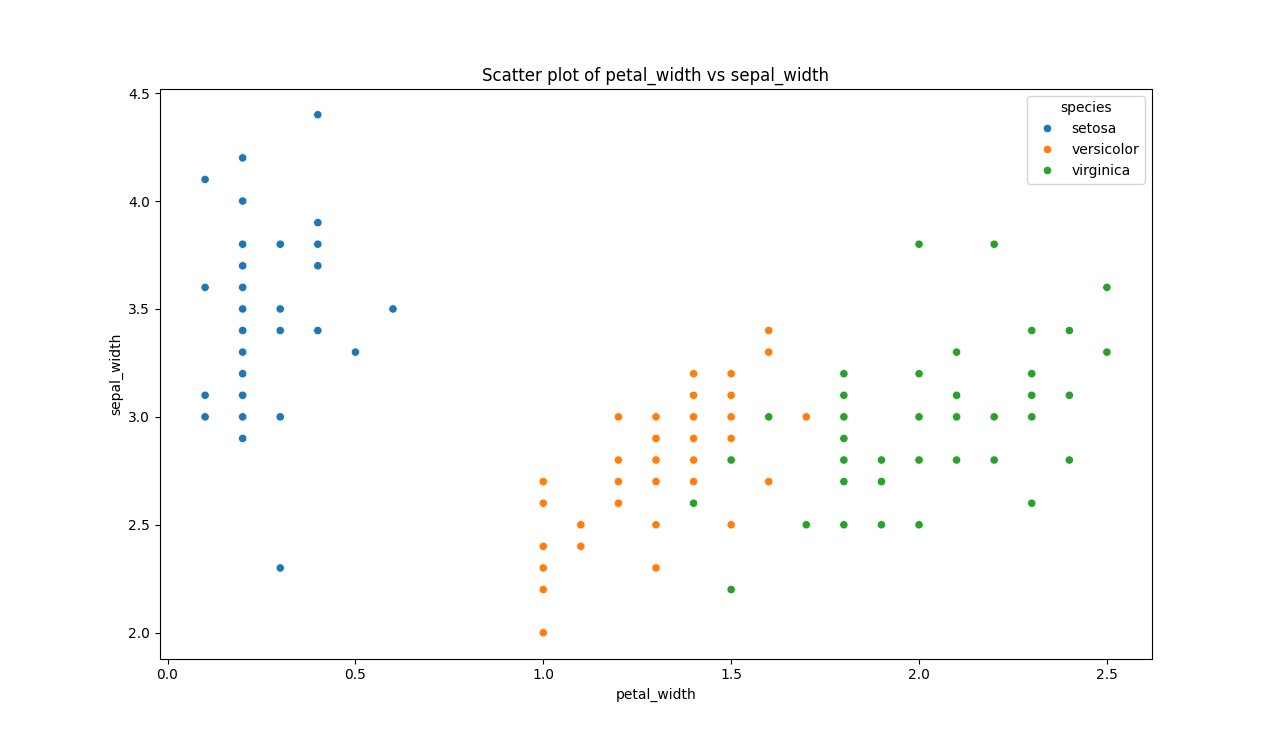 Scatter plot of petal_width vs sepal_width
species
setosa
versicolor
virginica
sepal_width
4.5
4.0
3.5
3.0
2.5
2.0
0.0 0.5 1.0 1.5 2.0 2.5
petal_width